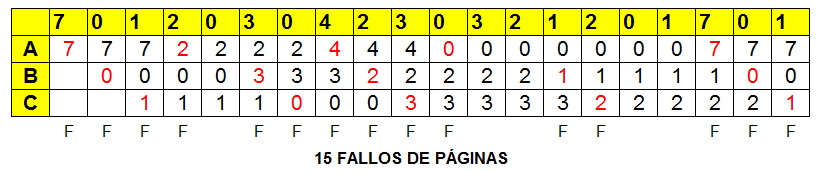 7 0 1 2 0 3 0 4 2 3 0 3 2 1 2 0 1 7 0 1
A 7 7 7 2 2 2 2 4 4 4 0 0 0 0 0 0 0 7 7 7
B 0 0 0 0 3 3 3 2 2 2 2 2 1 1 1 1 1 0 0
C 1 1 1 1 0 0 0 3 3 3 3 3 2 2 2 2 2 1
F F F F F F F F F F F F F F F
15 FALLOS DE PÁGINAS